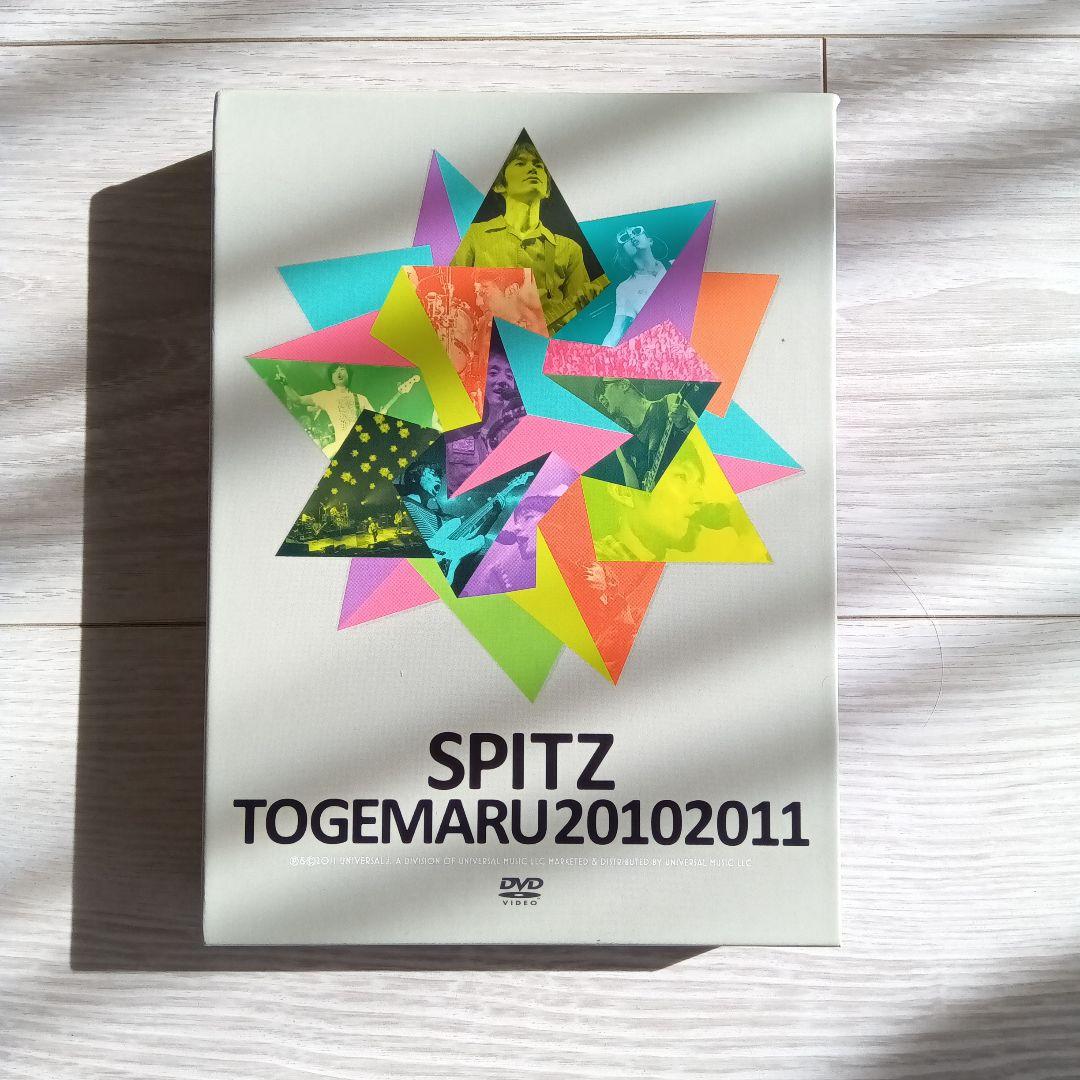 SPITZ
TOGEMARU20102011
℗&©2011 UNIVERSAL J, A DIVISION OF UNIVERSAL MUSIC LLC MARKETED & DISTRIBUTED BY UNIVERSAL MUSIC LLC
DVD
VIDEO